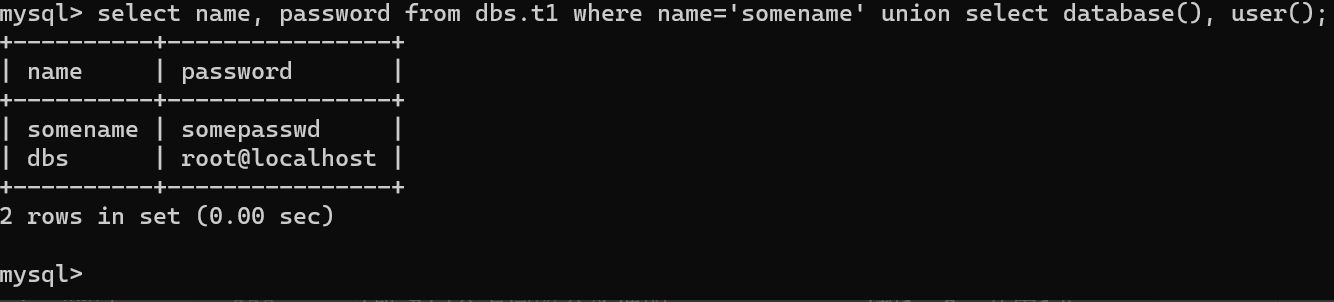 mysql> select name, password from dbs.t1 where name='somename' union select database(), user();
+----------+----------------+
| name     | password       |
+----------+----------------+
| somename | somepasswd     |
| dbs      | root@localhost |
+----------+----------------+
2 rows in set (0.00 sec)
mysql>